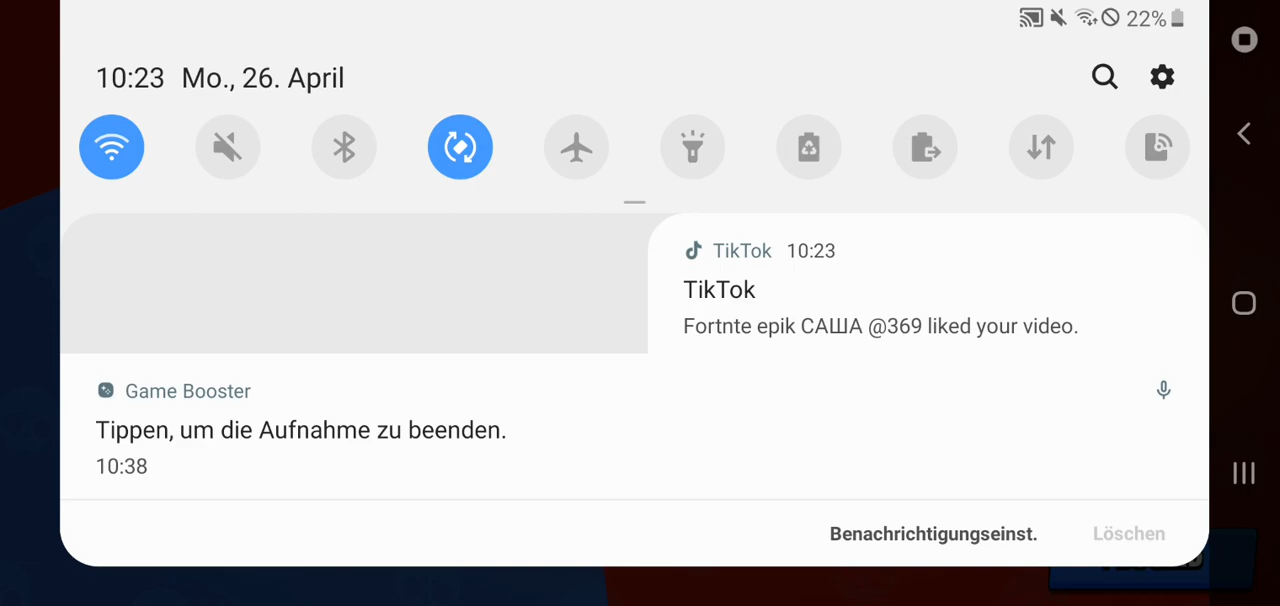 22%
10:23 Mo., 26. April
TikTok 10:23
TikTok
Fortnte epik САША @369 liked your video.
Game Booster
Tippen, um die Aufnahme zu beenden.
10:38
Benachrichtigungseinst. Löschen